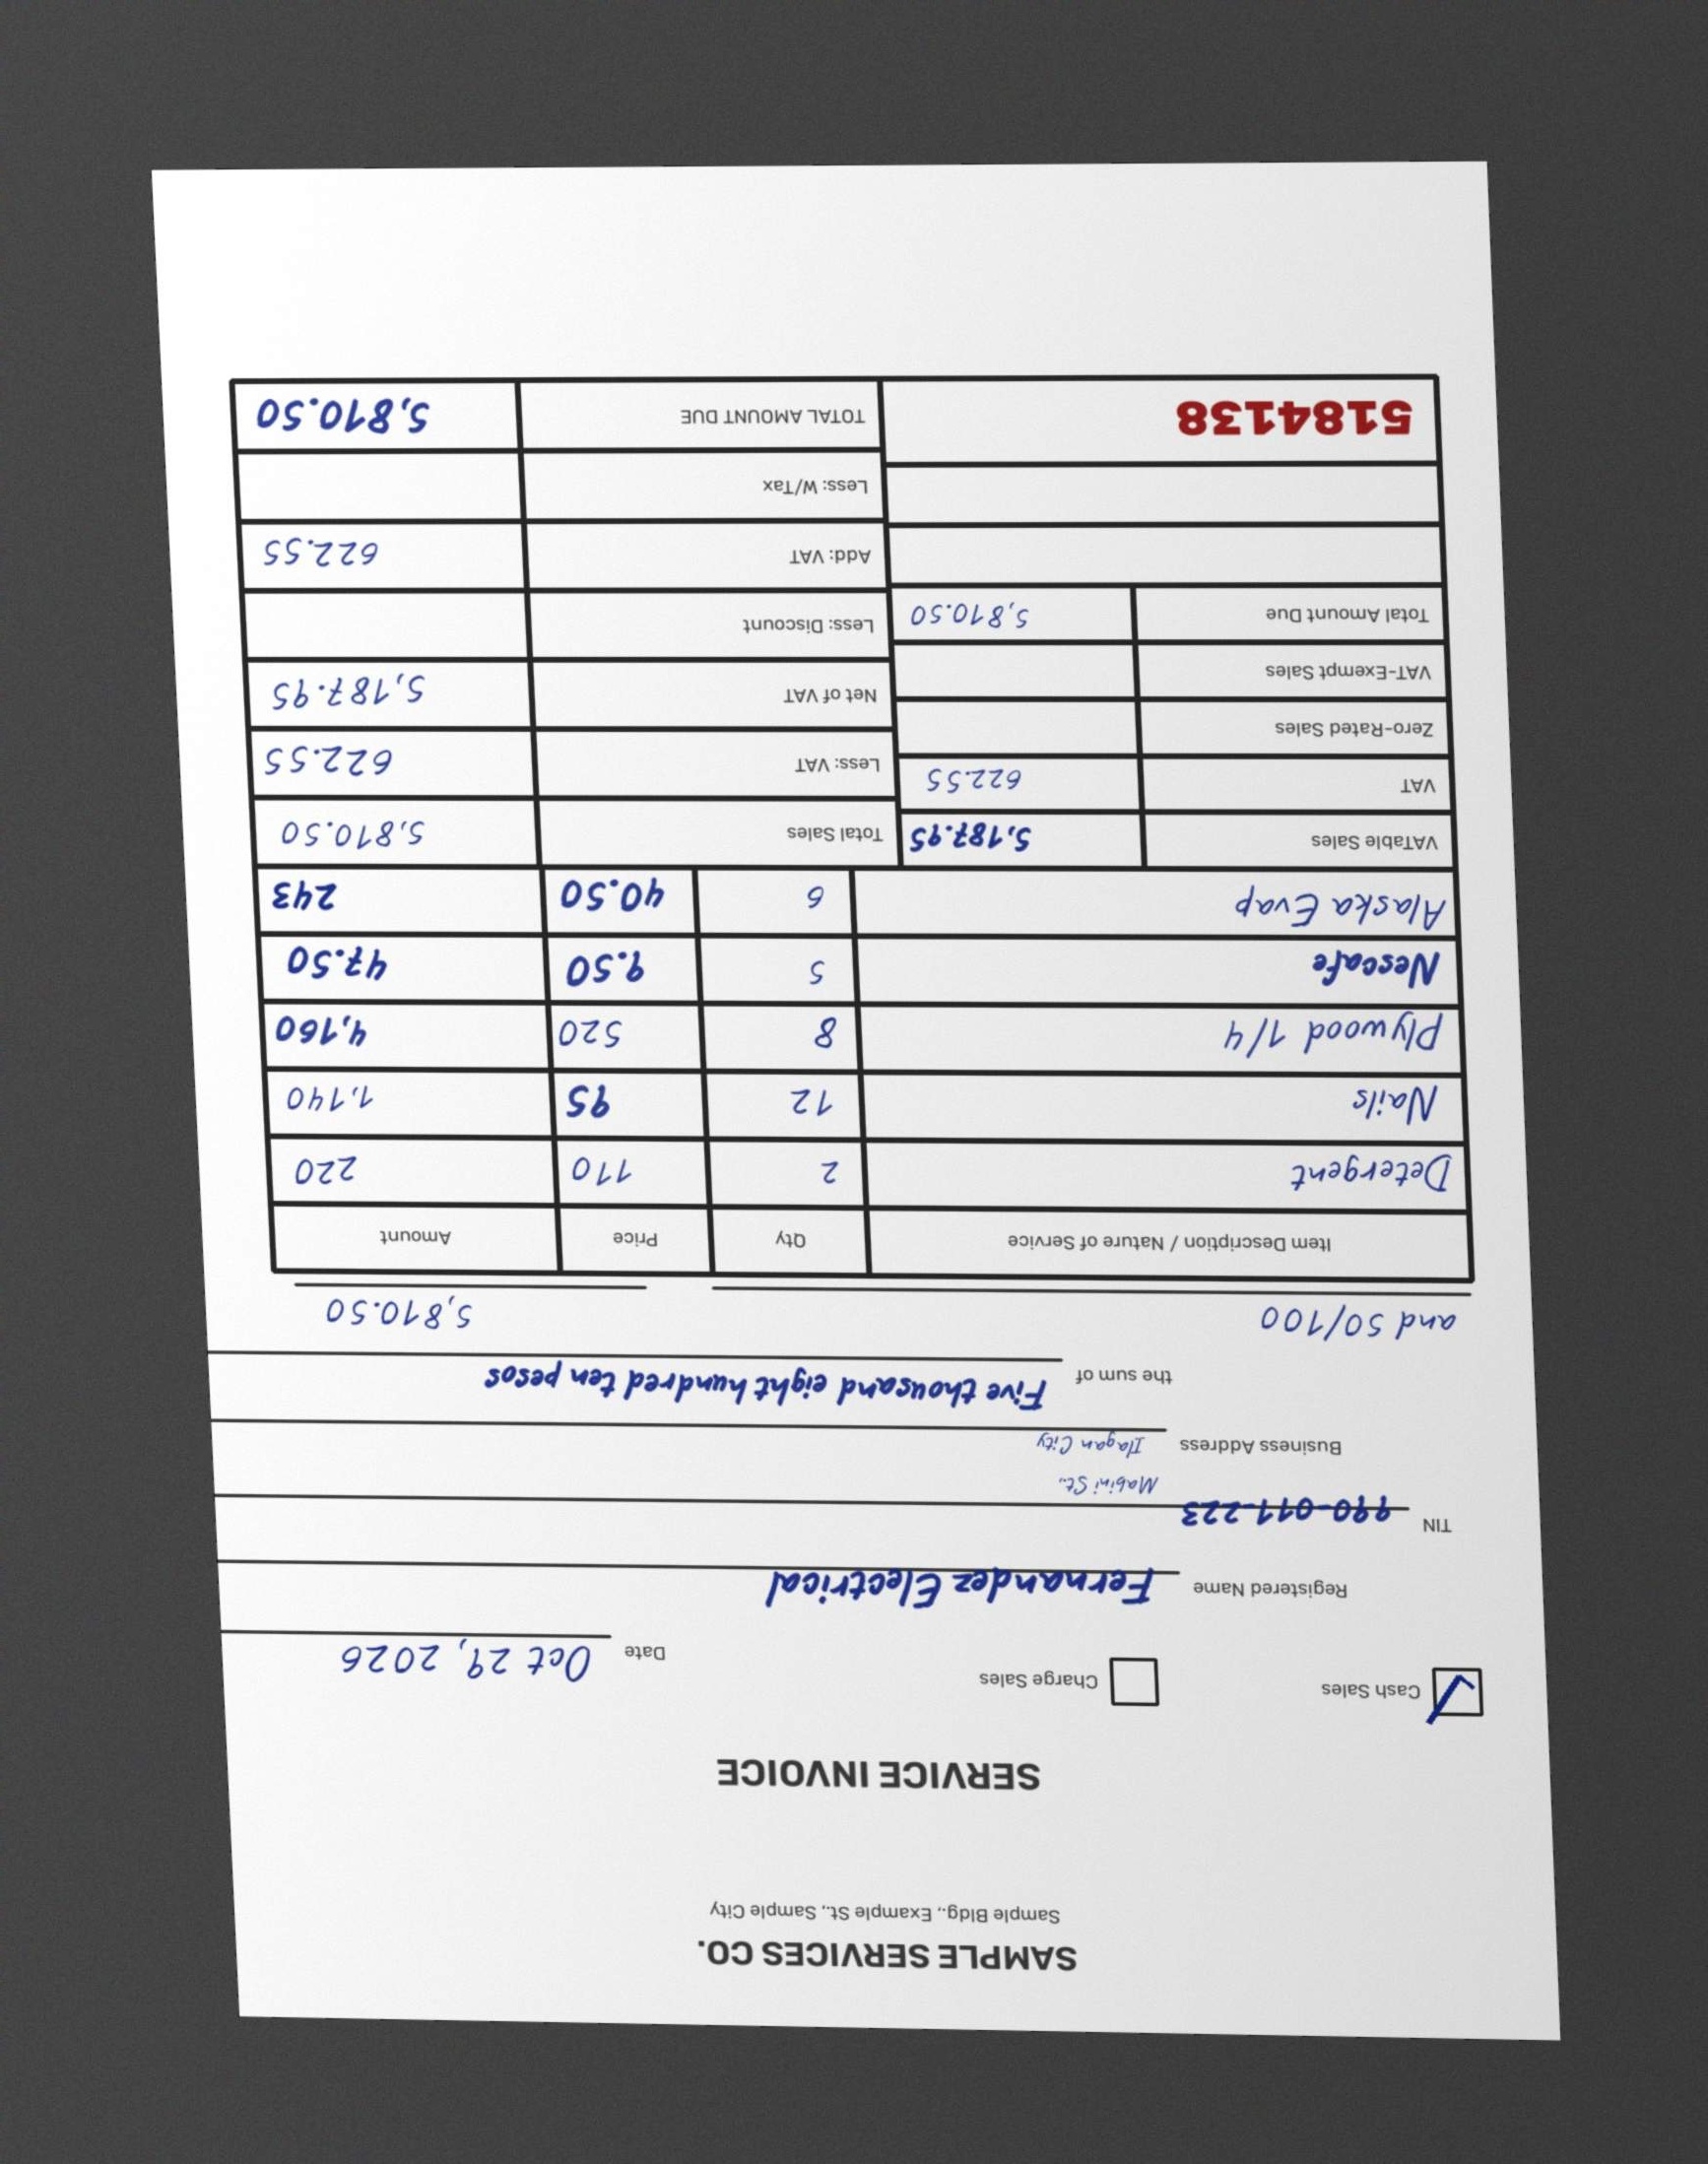 SAMPLE SERVICES CO.
Sample Bldg., Example St., Sample City
SERVICE INVOICE
Cash Sales Charge Sales Date Oct 29, 2026
Registered Name Fernandez Electrical
TIN 990-011-223
Mabini St.,
Business Address Ilagan City
the sum of Five thousand eight hundred ten pesos
and 50/100 5,810.50
Item Description / Nature of Service Qty Price Amount
Detergent 2 110 220
Nails 12 95 1,140
Plywood 1/4 8 520 4,160
Nescafe 5 9.50 47.50
Alaska Evap 6 40.50 243
VATable Sales 5,187.95 Total Sales 5,810.50
VAT 622.55 Less: VAT 622.55
Zero-Rated Sales Net of VAT 5,187.95
VAT-Exempt Sales Less: Discount
Total Amount Due 5,810.50 Add: VAT 622.55
Less: W/Tax
5184138 TOTAL AMOUNT DUE 5,810.50